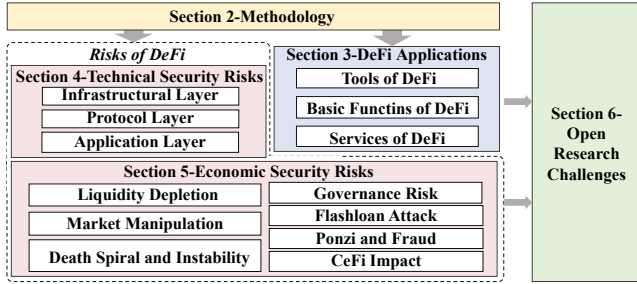 Section 2-Methodology
Risks of DeFi
Section 4-Technical Security Risks
Infrastructural Layer
Protocol Layer
Application Layer
Section 3-DeFi Applications
Tools of DeFi
Basic Functins of DeFi
Services of DeFi
Section 5-Economic Security Risks
Liquidity Depletion
Market Manipulation
Death Spiral and Instability
Governance Risk
Flashloan Attack
Ponzi and Fraud
CeFi Impact
Section 6-
Open
Research
Challenges